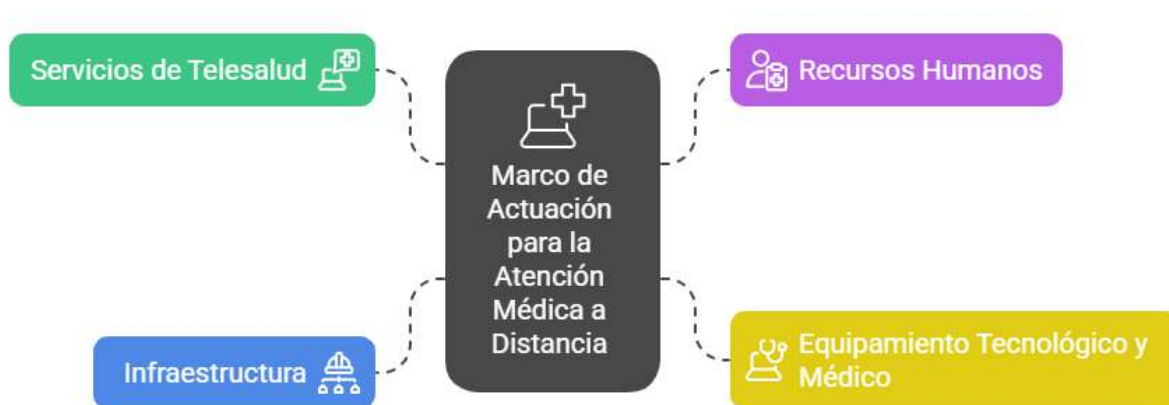 Servicios de Telesalud
Recursos Humanos
Marco de
Actuación
para la
Atención
Médica a
Distancia
Infraestructura
Equipamiento Tecnológico y
Médico